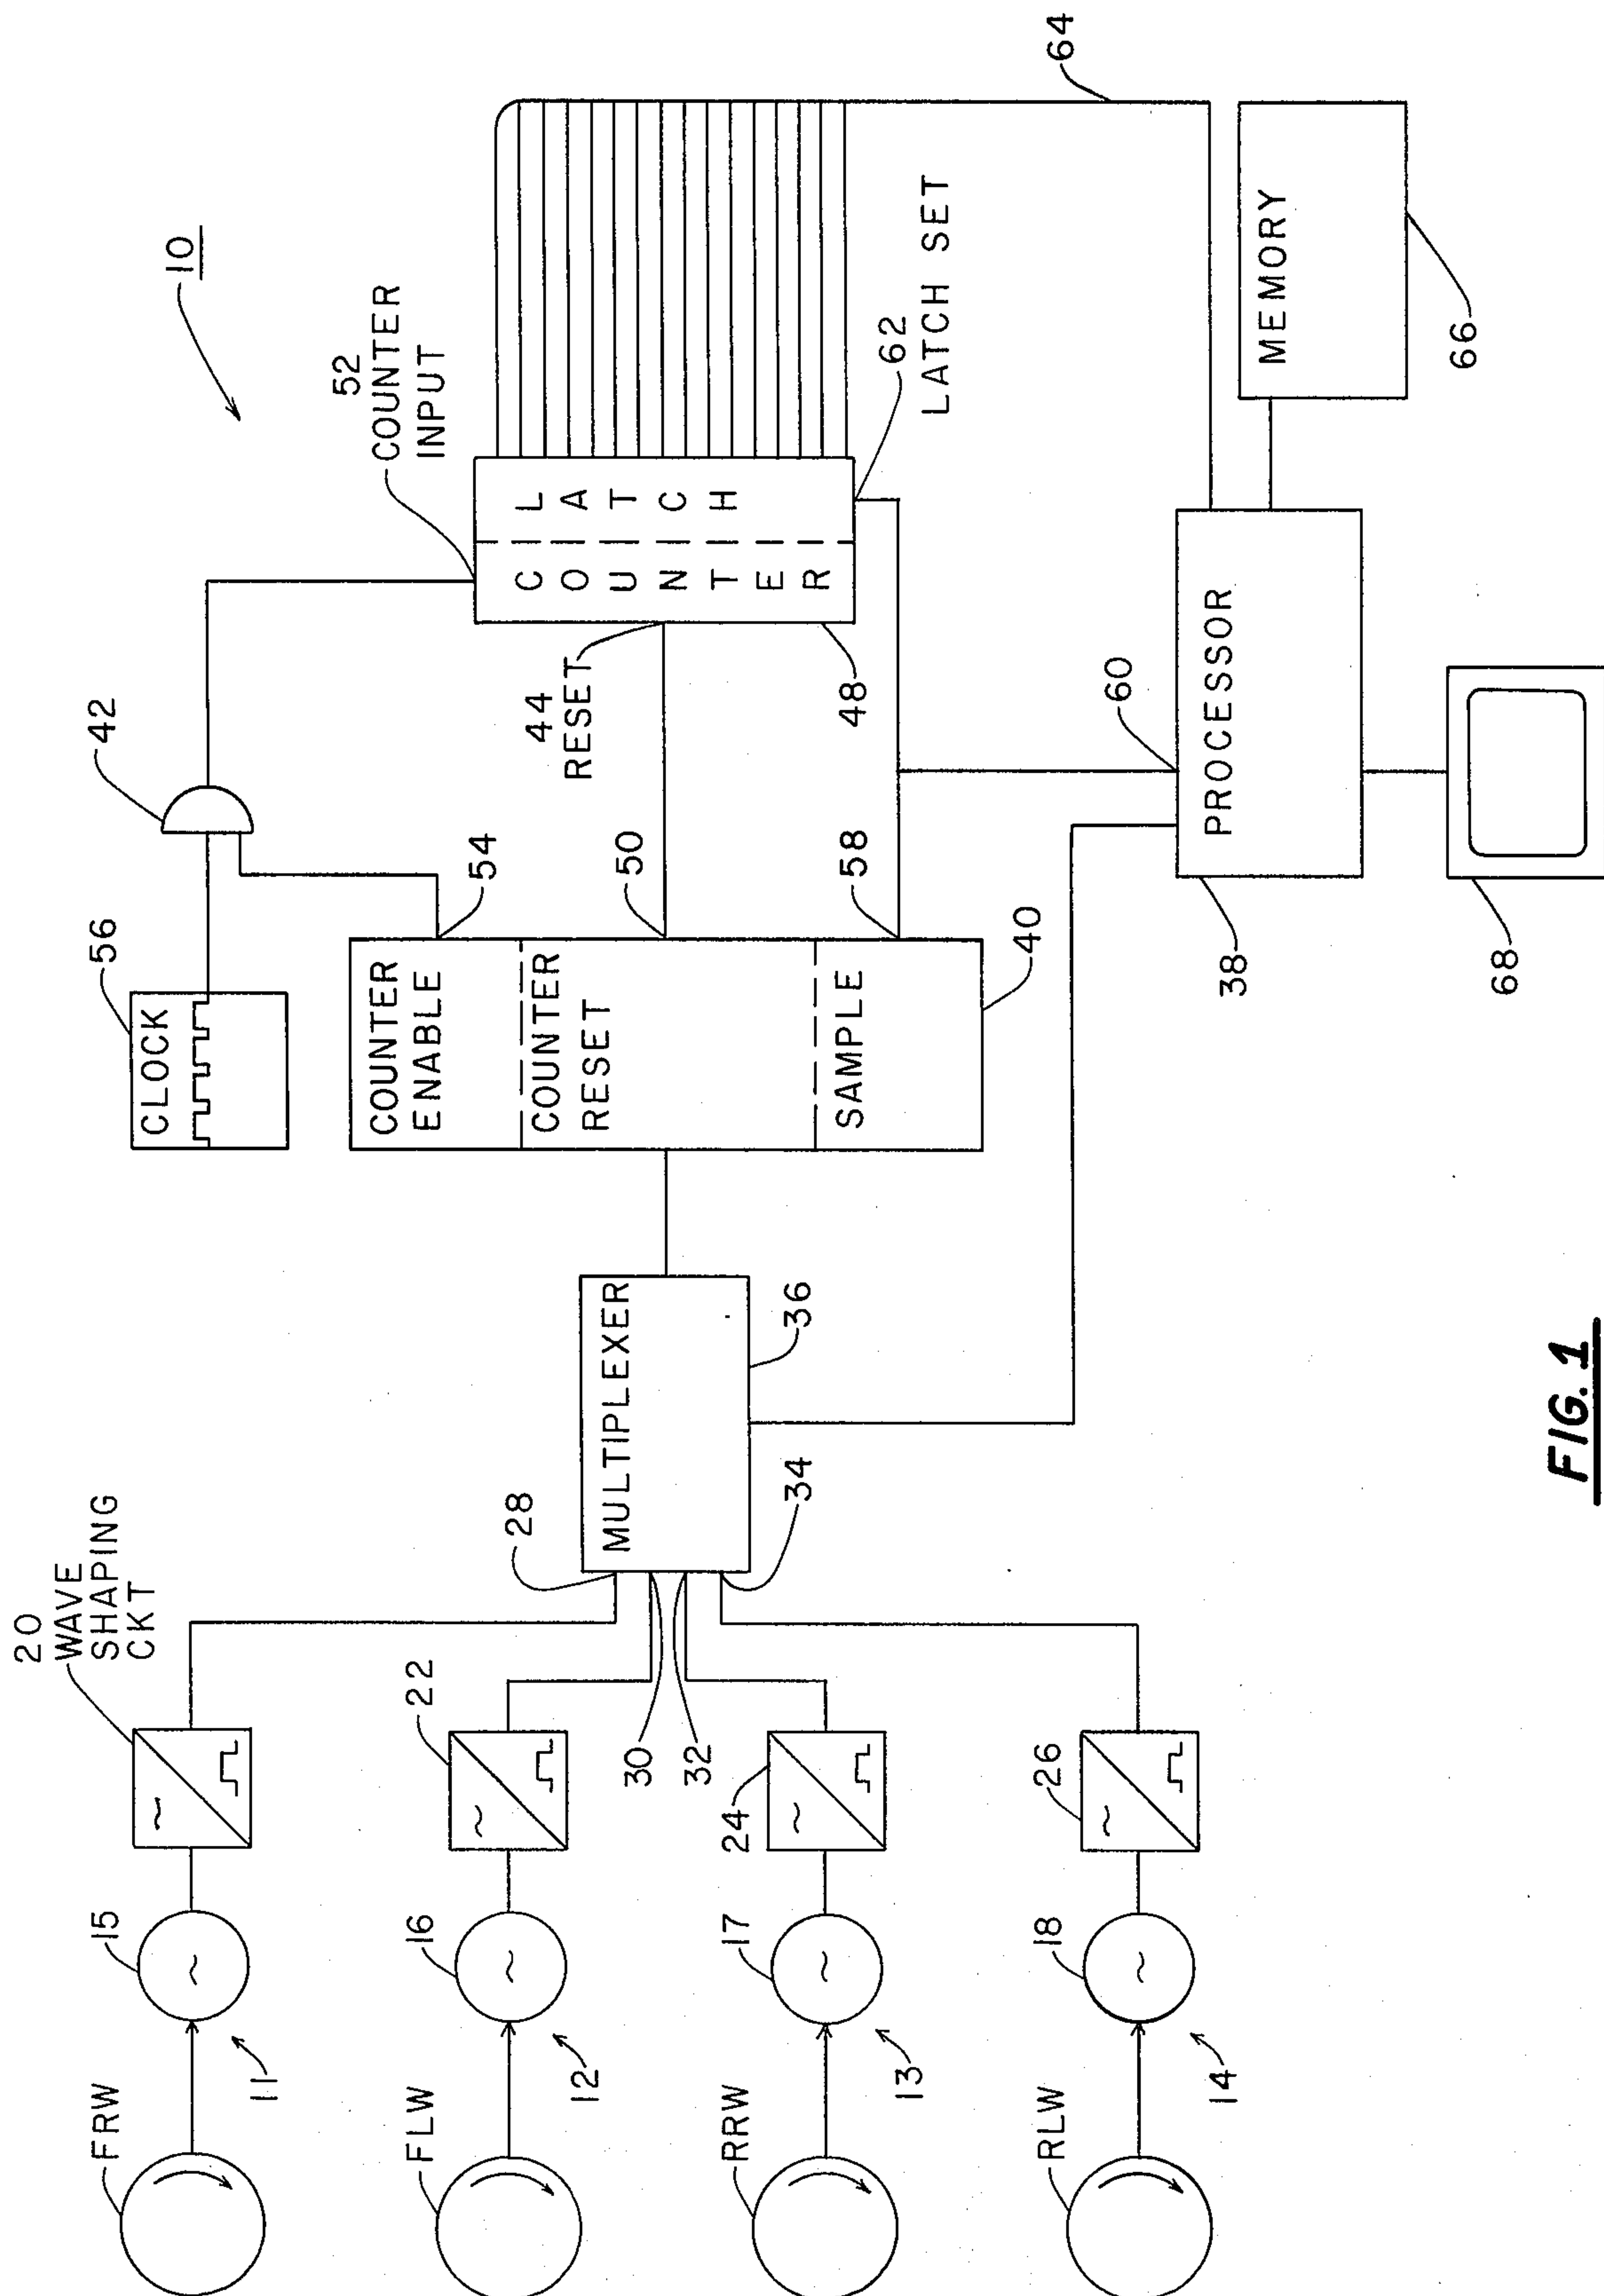 10
20
WAVE
SHAPING
CKT
FRW
11
15
FLW
12
16
22
RRW
13
17
24
RLW
14
18
26
28
30
32
34
MULTIPLEXER
36
CLOCK
56
42
COUNTER
ENABLE
COUNTER
RESET
SAMPLE
40
54
50
58
52
COUNTER
INPUT
44
RESET
COUNTER
LATCH
48
62
LATCH SET
64
60
PROCESSOR
38
MEMORY
66
68
FIG. 1